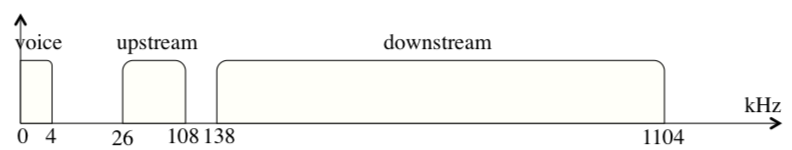 voice upstream downstream
kHz
0 4 26 108 138 1104